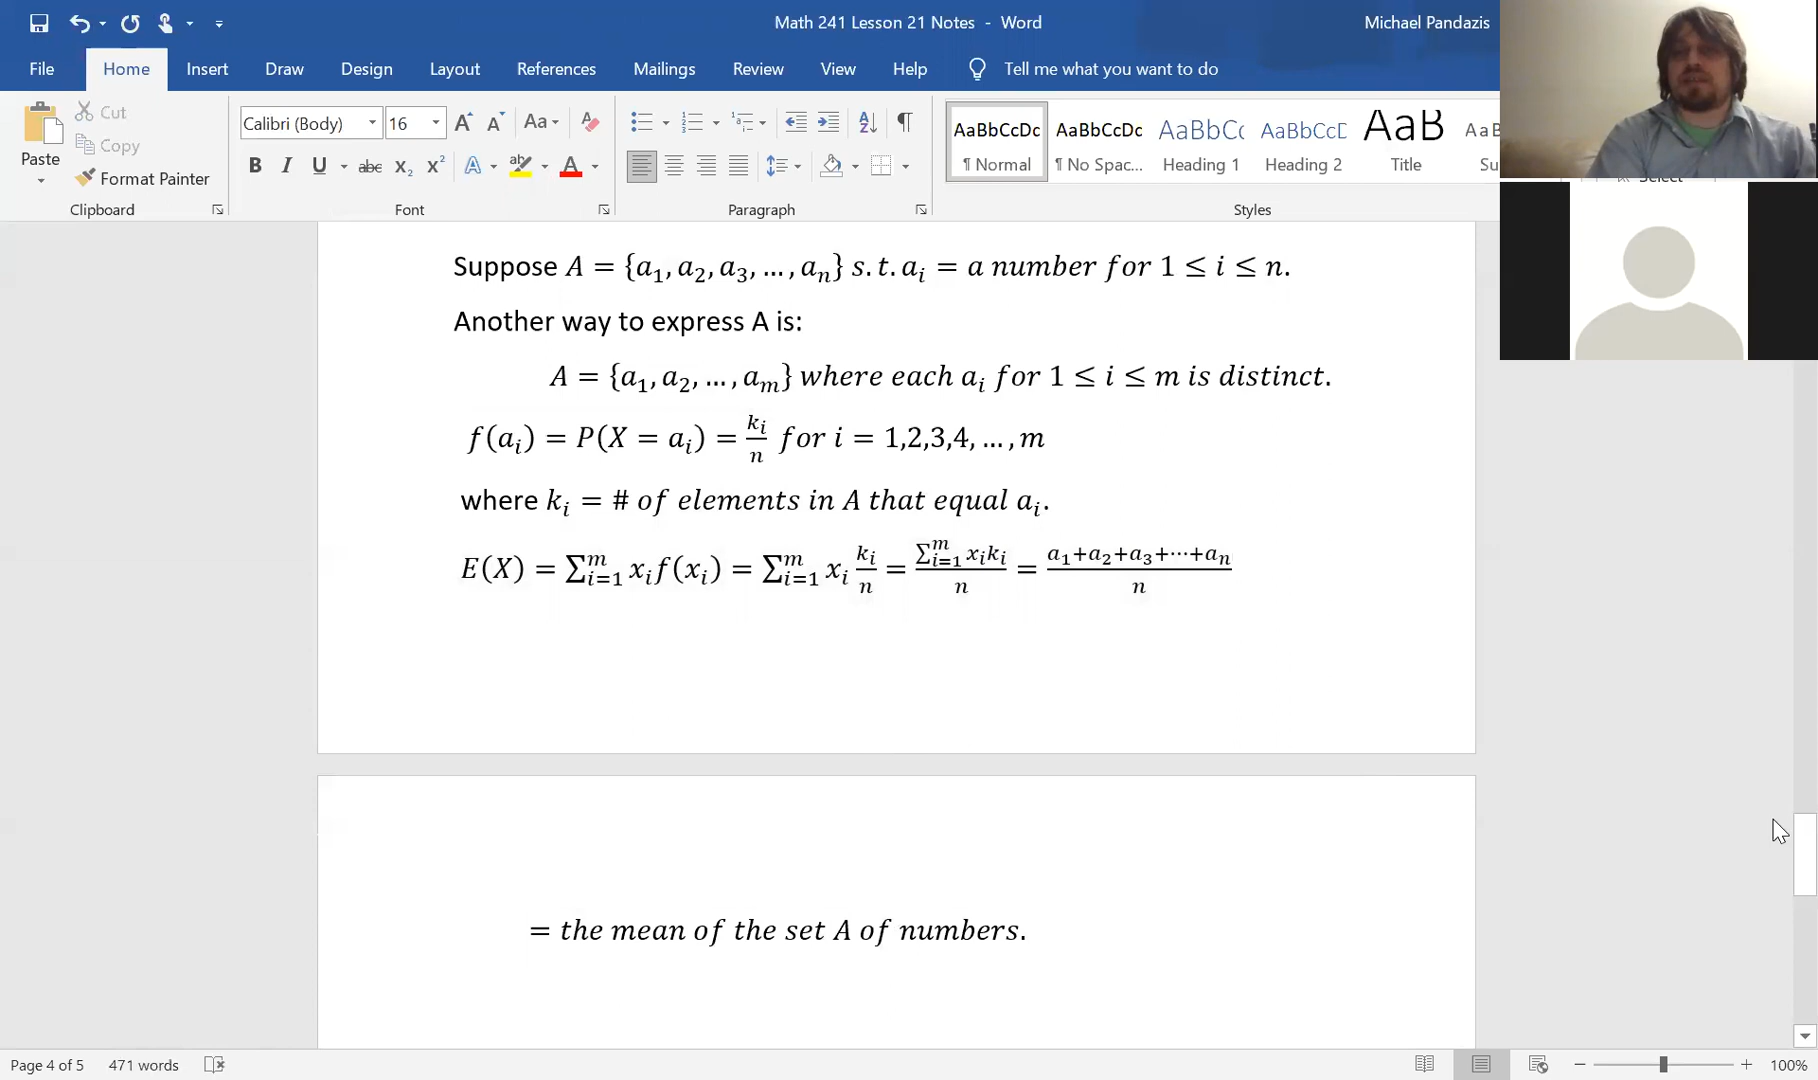 Math 241 Lesson 21 Notes - Word
Michael Pandazis
File Home Insert Draw Design Layout References Mailings Review View Help Tell me what you want to do
Paste
Cut
Copy
Format Painter
Clipboard
Calibri (Body) 16
Font
Paragraph
AaBbCcDc AaBbCcDc AaBbCc AaBbCcD AaB AaB
¶ Normal ¶ No Spac... Heading 1 Heading 2 Title Su
Styles
Select
Suppose A = {a₁, a₂, a₃, …, aₙ} s.t. aᵢ = a number for 1 ≤ i ≤ n.
Another way to express A is:
A = {a₁, a₂, …, aₘ} where each aᵢ for 1 ≤ i ≤ m is distinct.
f(aᵢ) = P(X = aᵢ) = kᵢ/n for i = 1,2,3,4, …, m
where kᵢ = # of elements in A that equal aᵢ.
E(X) = ∑ᵢ₌₁ᵐ xᵢf(xᵢ) = ∑ᵢ₌₁ᵐ xᵢ kᵢ/n = ∑ᵢ₌₁ᵐ xᵢkᵢ/n = a₁+a₂+a₃+⋯+aₙ/n
= the mean of the set A of numbers.
Page 4 of 5 471 words 100%